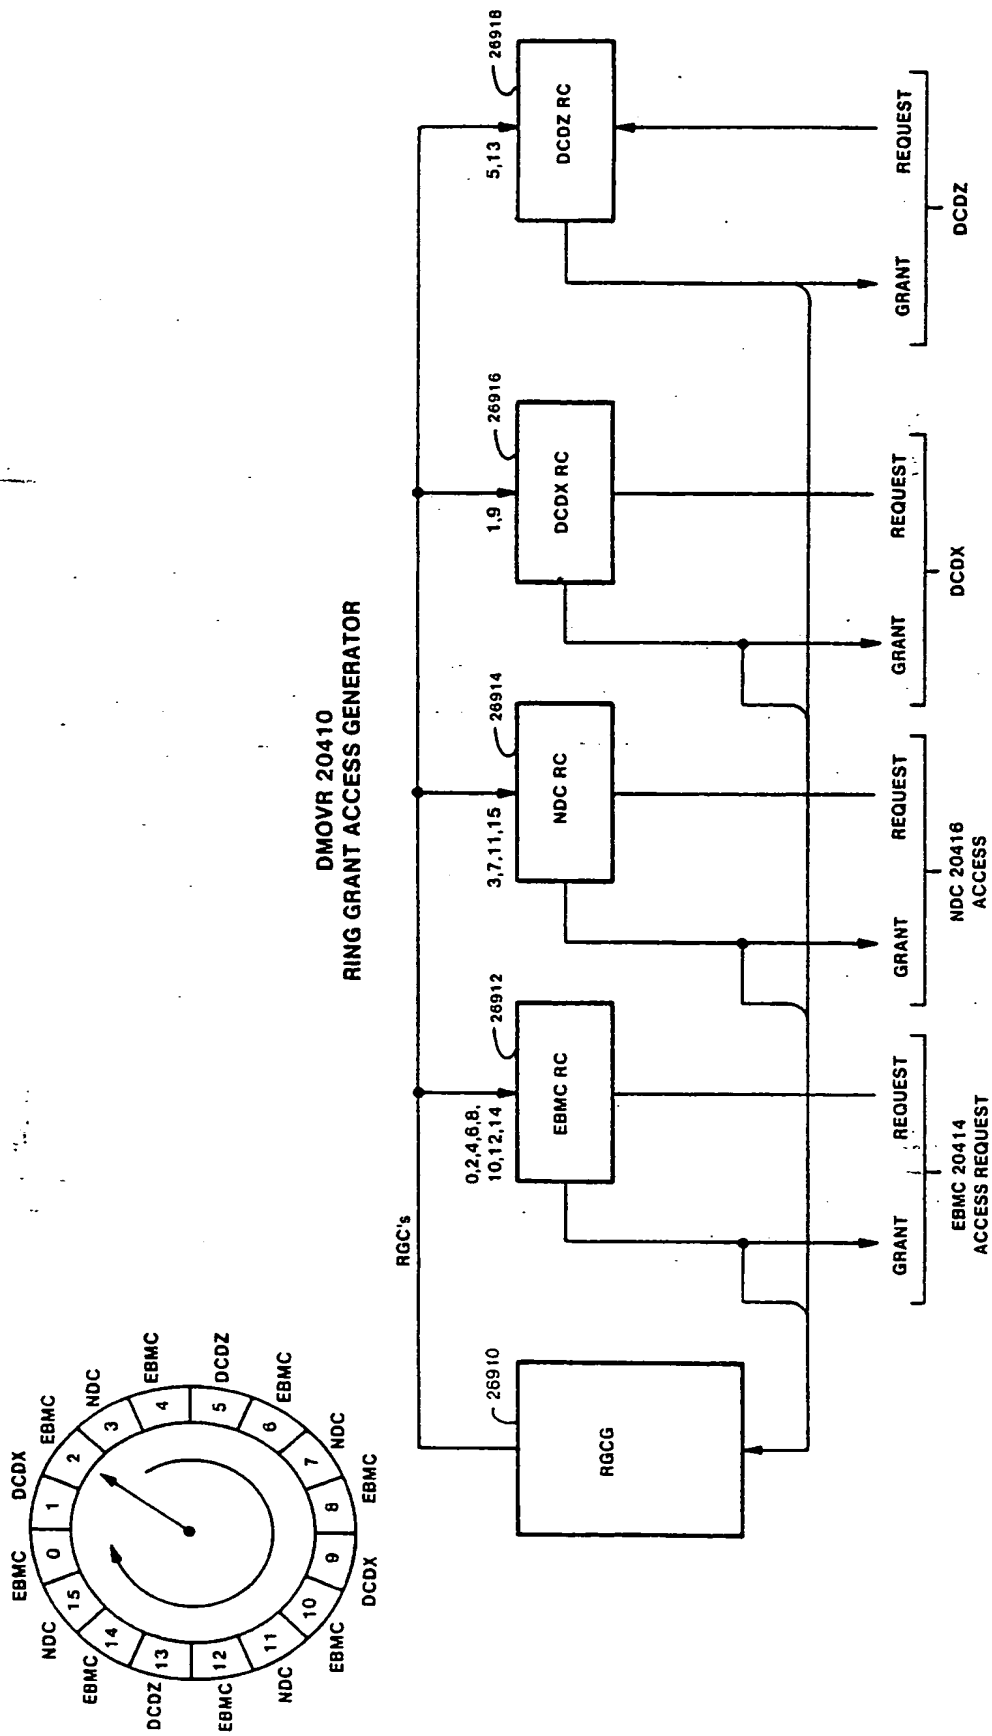 DMOVR 20410
RING GRANT ACCESS GENERATOR
EBMC
DCDX
EBMC
NDC
EBMC
DCDZ
EBMC
NDC
EBMC
DCDX
EBMC
NDC
EBMC
DCDZ
EBMC
NDC
0
1
2
3
4
5
6
7
8
9
10
11
12
13
14
15
RGC's
26910
RGCG
0,2,4,6,8,
10,12,14
26912
EBMC RC
3,7,11,15
26914
NDC RC
1,9
26916
DCDX RC
5,13
26918
DCDZ RC
GRANT
REQUEST
EBMC 20414
ACCESS REQUEST
GRANT
REQUEST
NDC 20416
ACCESS
GRANT
REQUEST
DCDX
GRANT
REQUEST
DCDZ